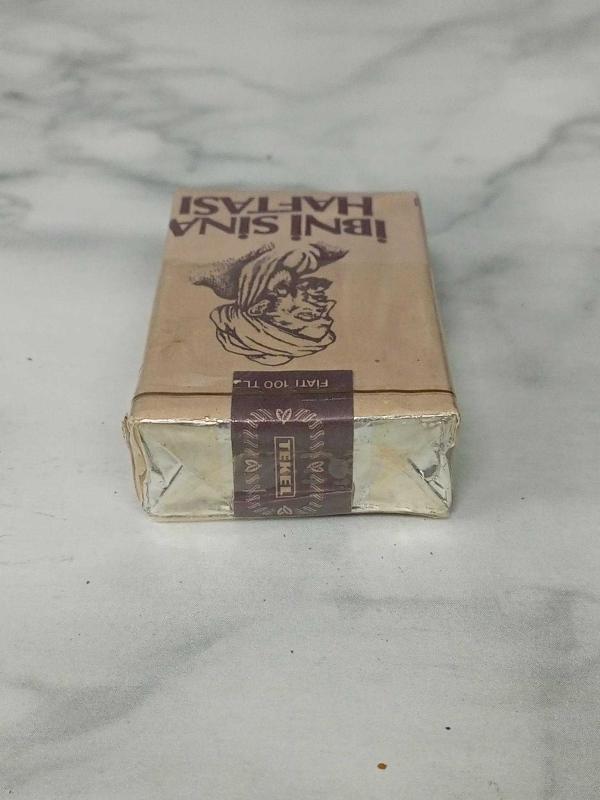 İBNİ SİNA
HAFTASI
FİATI 100 TL.
TEKEL